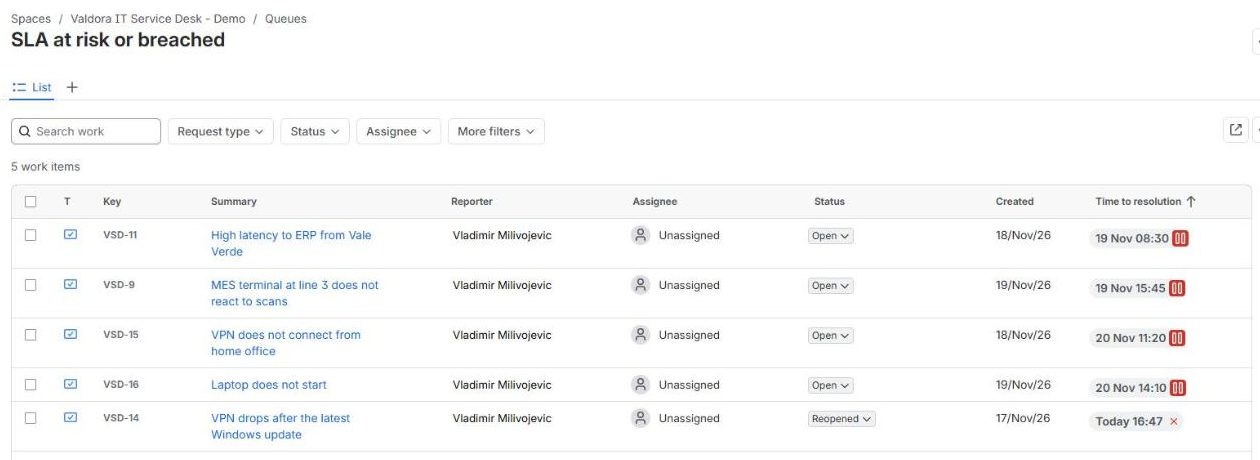 Spaces / Valdora IT Service Desk - Demo / Queues
SLA at risk or breached
List
Search work Request type Status Assignee More filters
5 work items
T Key Summary Reporter Assignee Status Created Time to resolution
VSD-11 High latency to ERP from Vale Verde Vladimir Milivojevic Unassigned Open 18/Nov/26 19 Nov 08:30
VSD-9 MES terminal at line 3 does not react to scans Vladimir Milivojevic Unassigned Open 19/Nov/26 19 Nov 15:45
VSD-15 VPN does not connect from home office Vladimir Milivojevic Unassigned Open 18/Nov/26 20 Nov 11:20
VSD-16 Laptop does not start Vladimir Milivojevic Unassigned Open 19/Nov/26 20 Nov 14:10
VSD-14 VPN drops after the latest Windows update Vladimir Milivojevic Unassigned Reopened 17/Nov/26 Today 16:47